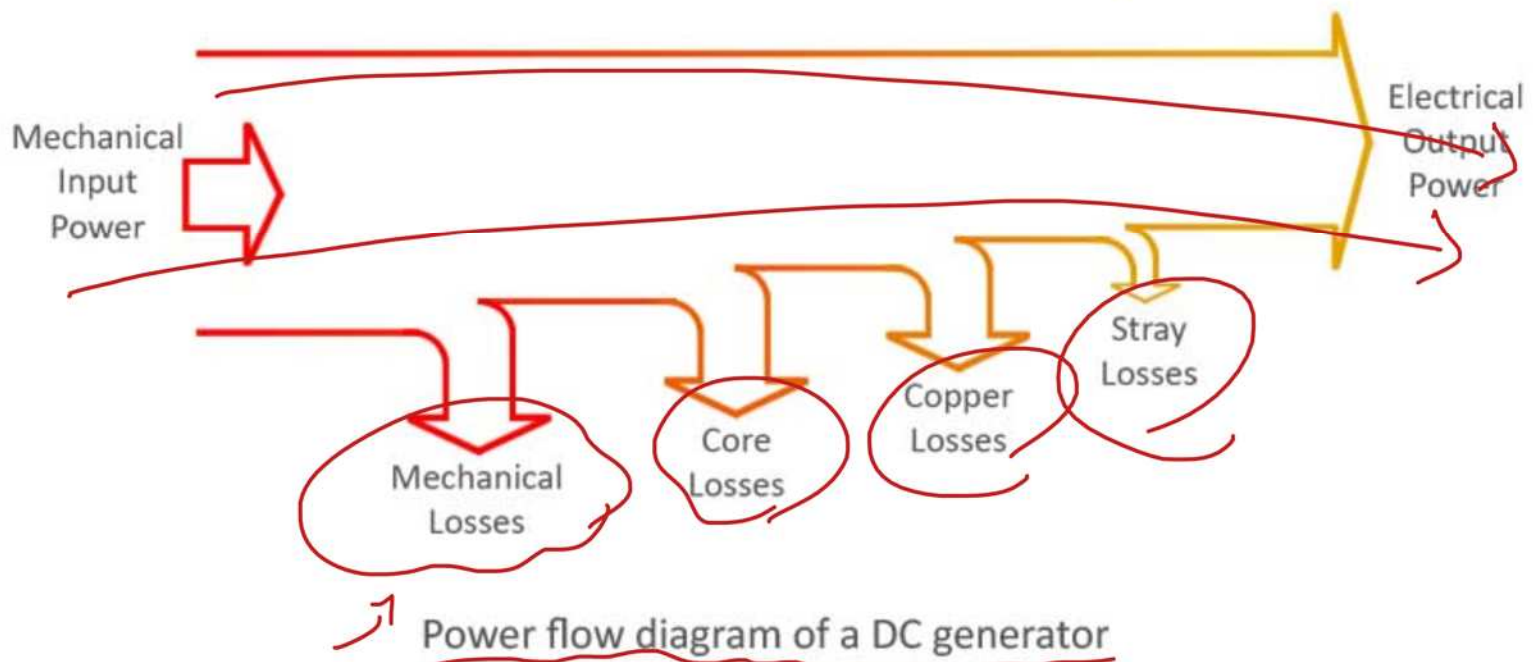 Mechanical
Input
Power
Electrical
Output
Power
Mechanical
Losses
Core
Losses
Copper
Losses
Stray
Losses
Power flow diagram of a DC generator